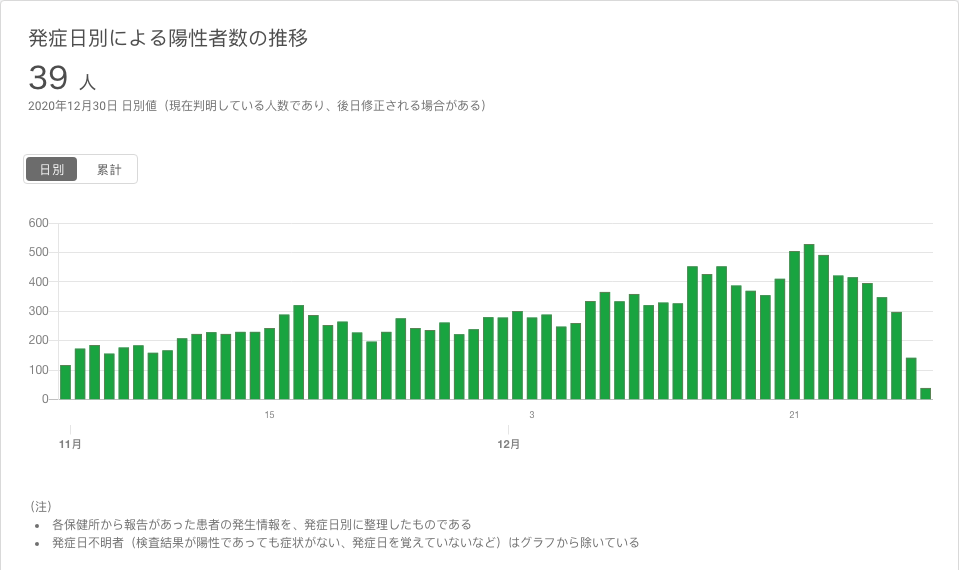 発症日別による陽性者数の推移
39 人
2020年12月30日 日別値（現在判明している人数であり、後日修正される場合がある）
日別 累計
600
500
400
300
200
100
0
15 3 21
11月 12月
（注）
• 各保健所から報告があった患者の発生情報を、発症日別に整理したものである
• 発症日不明者（検査結果が陽性であっても症状がない、発症日を覚えていないなど）はグラフから除いている